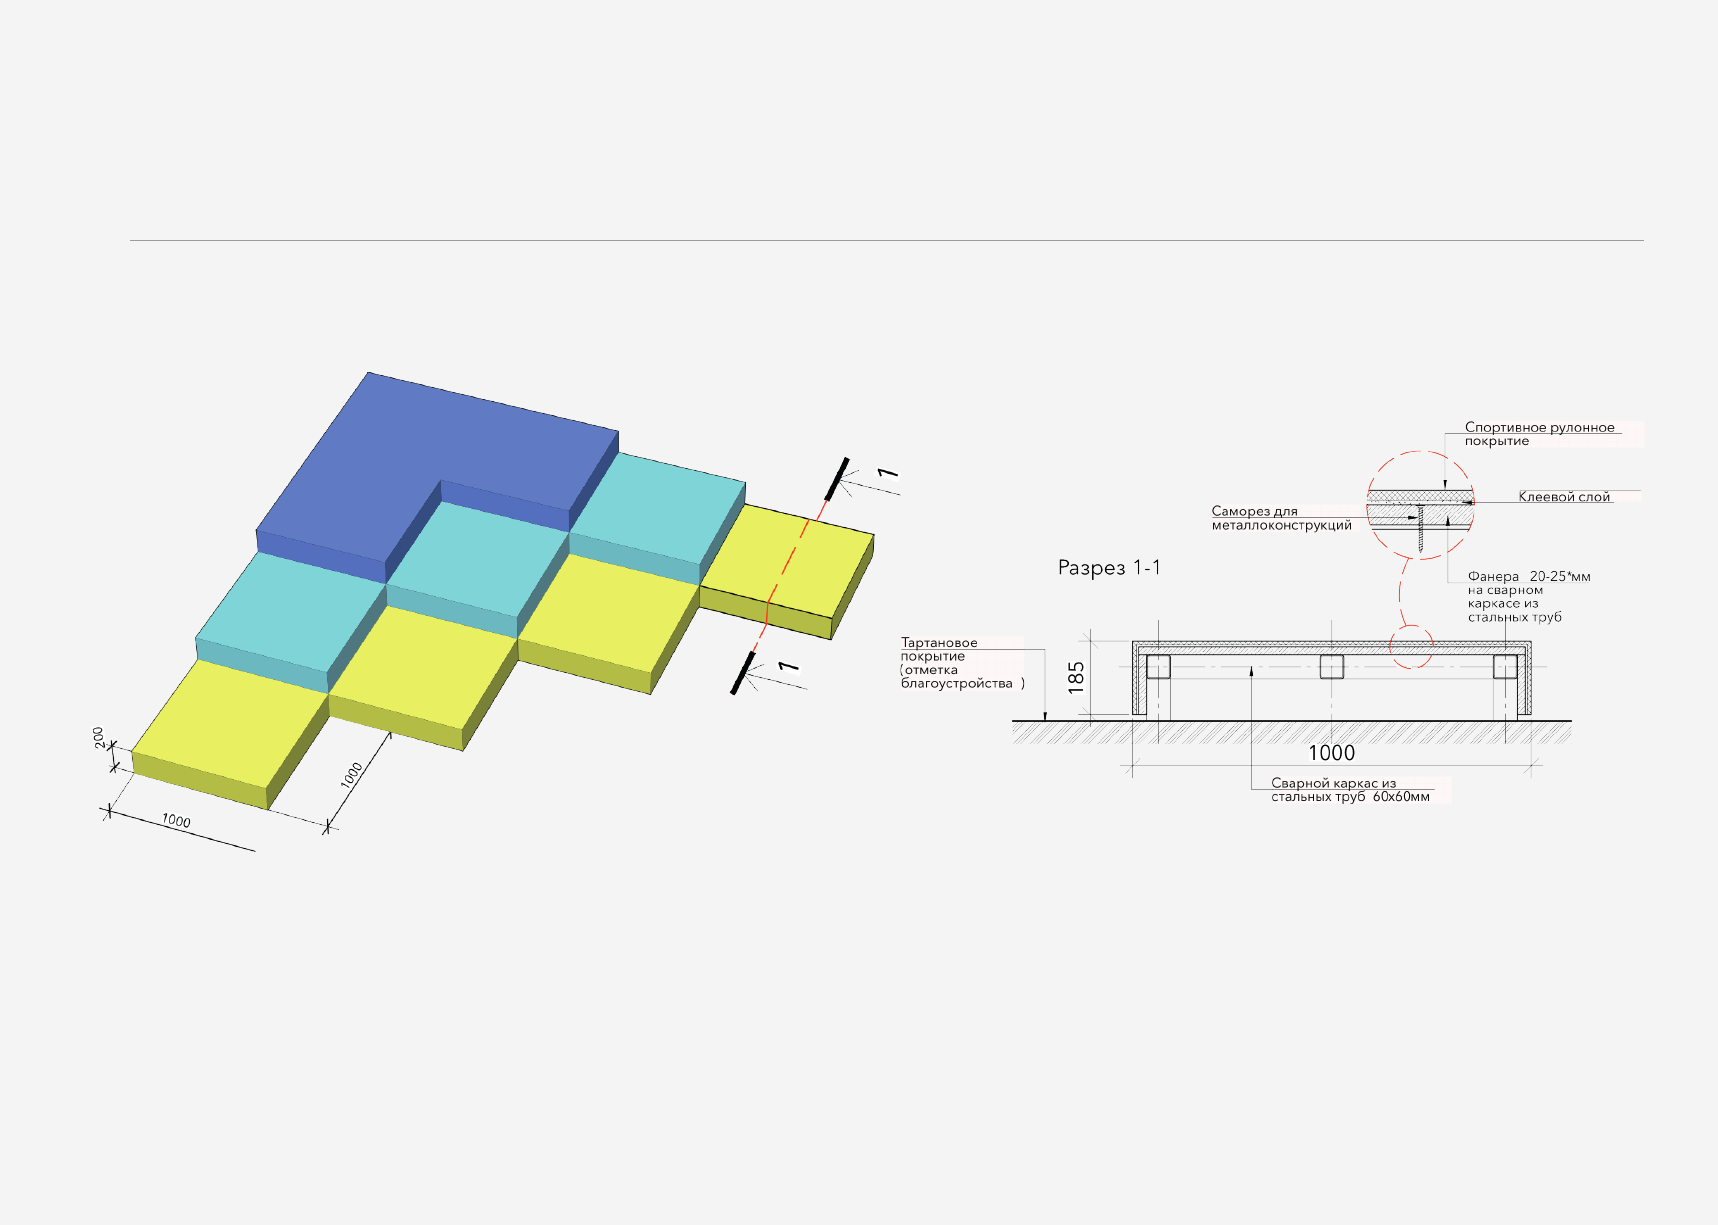 Спортивное рулонное
покрытие
Клеевой слой
Саморез для
металлоконструкций
Разрез 1-1
Фанера 20-25*мм
на сварном
каркасе из
стальных труб
Тартановое
покрытие
(отметка
благоустройства )
185
1000
Сварной каркас из
стальных труб 60х60мм
1
1
200
1000
1000